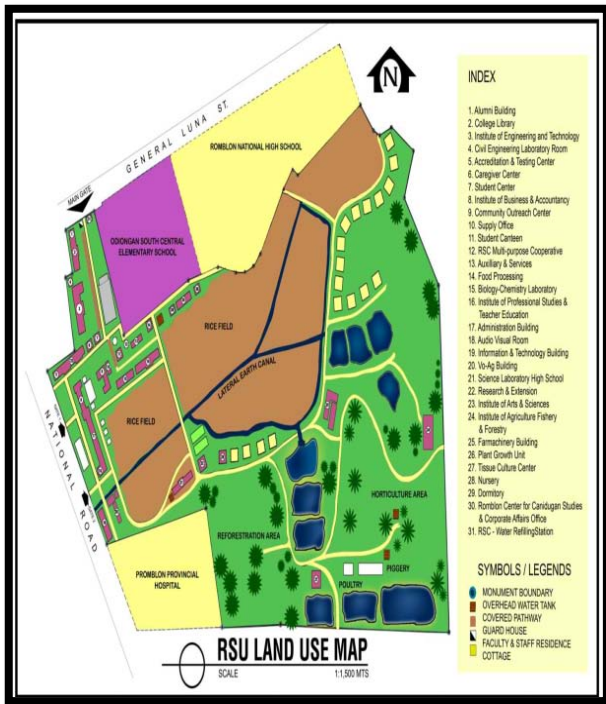 N
GENERAL LUNA ST.
MAIN GATE
ROMBLON NATIONAL HIGH SCHOOL
ODIONGAN SOUTH CENTRAL
ELEMENTARY SCHOOL
RICE FIELD
LATERAL EARTH CANAL
RICE FIELD
NATIONAL ROAD
REFORESTRATION AREA
HORTICULTURE AREA
PROMBLON PROVINCIAL
HOSPITAL
POULTRY
PIGGERY
RSU LAND USE MAP
SCALE 1:1,500 MTS
INDEX
1. Alumni Building
2. College Library
3. Institute of Engineering and Technology
4. Civil Engineering Laboratory Room
5. Accreditation & Testing Center
6. Caregiver Center
7. Student Center
8. Institute of Business & Accountancy
9. Community Outreach Center
10. Supply Office
11. Student Canteen
12. RSC Multi-purpose Cooperative
13. Auxilliary & Services
14. Food Processing
15. Biology-Chemistry Laboratory
16. Institute of Professional Studies &
Teacher Education
17. Administration Building
18. Audio Visual Room
19. Information & Technology Building
20. Vo-Ag Building
21. Science Laboratory High School
22. Research & Extension
23. Institute of Arts & Sciences
24. Institute of Agriculture Fishery
& Forestry
25. Farmachinery Building
26. Plant Growth Unit
27. Tissue Culture Center
28. Nursery
29. Dormitory
30. Romblon Center for Canidugan Studies
& Corporate Affairs Office
31. RSC - Water RefillingStation
SYMBOLS / LEGENDS
MONUMENT BOUNDARY
OVERHEAD WATER TANK
COVERED PATHWAY
GUARD HOUSE
FACULTY & STAFF RESIDENCE
COTTAGE